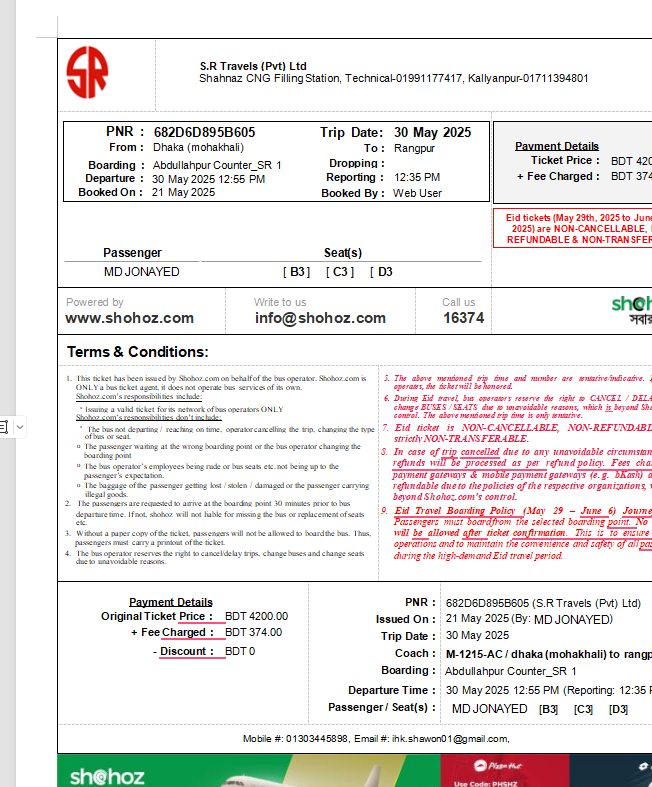 SR
S.R Travels (Pvt) Ltd
Shahnaz CNG Filling Station, Technical-01991177417, Kallyanpur-01711394801
PNR : 682D6D895B605
Trip Date: 30 May 2025
From : Dhaka (mohakhali)
To : Rangpur
Boarding : Abdullahpur Counter_SR 1
Dropping :
Departure : 30 May 2025 12:55 PM
Reporting : 12:35 PM
Booked On : 21 May 2025
Booked By : Web User
Payment Details
Ticket Price : BDT 420
+ Fee Charged : BDT 374
Eid tickets (May 29th, 2025 to June
2025) are NON-CANCELLABLE,
REFUNDABLE & NON-TRANSFER
Passenger Seat(s)
MD JONAYED [ B3 ] [ C3 ] [ D3
Powered by
www.shohoz.com
Write to us
info@shohoz.com
Call us
16374
shohoz
সবার
Terms & Conditions:
1. This ticket has been issued by Shohoz.com on behalf of the bus operator. Shohoz.com is
ONLY a bus ticket agent, it does not operate bus services of its own.
Shohoz.com's responsibilities include:
Issuing a valid ticket for its network of bus operators ONLY
Shohoz.com's responsibilities don't include:
The bus not departing / reaching on time, operator cancelling the trip, changing the type
of bus or seat.
The passenger waiting at the wrong boarding point or the bus operator changing the
boarding point
The bus operator's employees being rude or bus seats etc. not being up to the
passenger's expectation.
The baggage of the passenger getting lost / stolen / damaged or the passenger carrying
illegal goods.
2. The passengers are requested to arrive at the boarding point 30 minutes prior to bus
departure time. If not, shohoz will not liable for missing the bus or replacement of seats
etc.
3. Without a paper copy of the ticket, passengers will not be allowed to board the bus. Thus,
passengers must carry a printout of the ticket.
4. The bus operator reserves the right to cancel/delay trips, change buses and change seats
due to unavoidable reasons.
5. The above mentioned trip time and number are tentative/indicative.
operates, the ticket will be honored.
6. During Eid travel, bus operators reserve the right to CANCEL / DELA
change BUSES / SEATS due to unavoidable reasons, which is beyond Sho
control. The above mentioned trip time is only tentative.
7. Eid ticket is NON-CANCELLABLE, NON-REFUNDAB
strictly NON-TRANSFERABLE.
8. In case of trip cancelled due to any unavoidable circumstan
refunds will be processed as per refund policy. Fees char
payment gateways & mobile payment gateways (e.g. bKash) a
refundable due to the policies of the respective organizations,
beyond Shohoz.com's control.
9. Eid Travel Boarding Policy (May 29 – June 6) Journe
Passengers must board from the selected boarding point. No
will be allowed after ticket confirmation. This is to ensure
operations and to maintain the convenience and safety of all pas
during the high-demand Eid travel period.
Payment Details
Original Ticket Price : BDT 4200.00
+ Fee Charged : BDT 374.00
- Discount : BDT 0
PNR : 682D6D895B605 (S.R Travels (Pvt) Ltd)
Issued On : 21 May 2025 (By: MD JONAYED)
Trip Date : 30 May 2025
Coach : M-1215-AC / dhaka (mohakhali) to rangp
Boarding : Abdullahpur Counter_SR 1
Departure Time : 30 May 2025 12:55 PM (Reporting: 12:35 P
Passenger / Seat(s) : MD JONAYED [B3] [C3] [D3]
Mobile #: 01303445898, Email #: ihk.shawon01@gmail.com,
shohoz
Pizza Hut
Use Code: PHSHZ